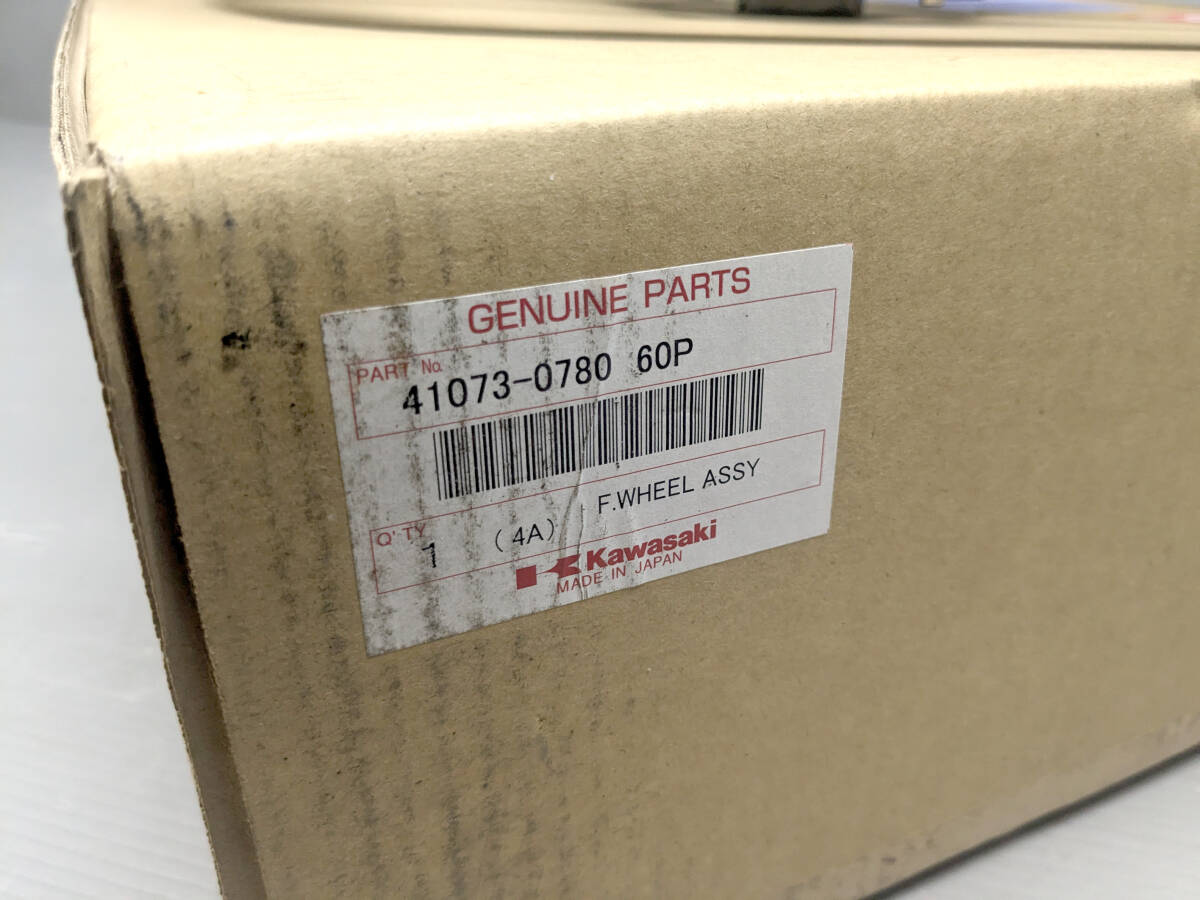 GENUINE PARTS
PART No.
41073-0780 60P
Q'TY
1 (4A) F.WHEEL ASSY
Kawasaki
MADE IN JAPAN